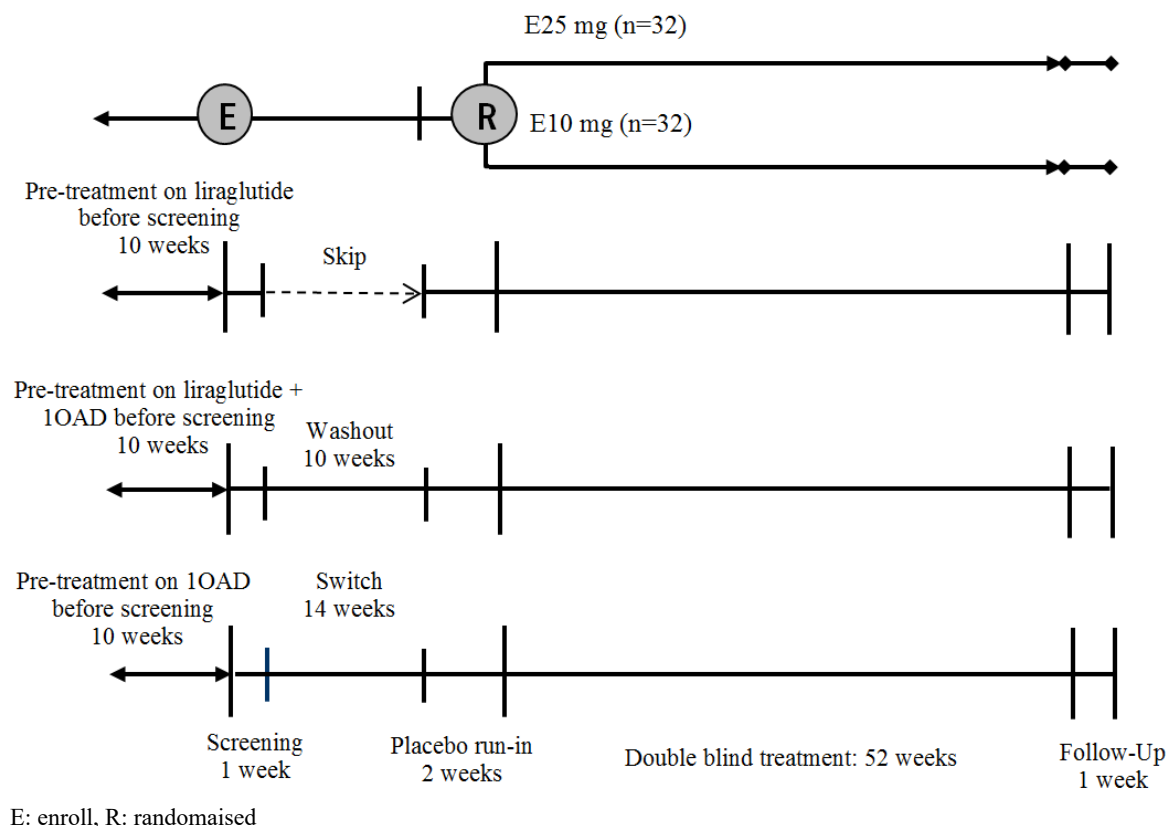 E25 mg (n=32)
E
R
E10 mg (n=32)
Pre-treatment on liraglutide
before screening
10 weeks
Skip
Pre-treatment on liraglutide +
1OAD before screening
10 weeks
Washout
10 weeks
Pre-treatment on 1OAD
before screening
10 weeks
Switch
14 weeks
Screening
1 week
Placebo run-in
2 weeks
Double blind treatment: 52 weeks
Follow-Up
1 week
E: enroll, R: randomaised